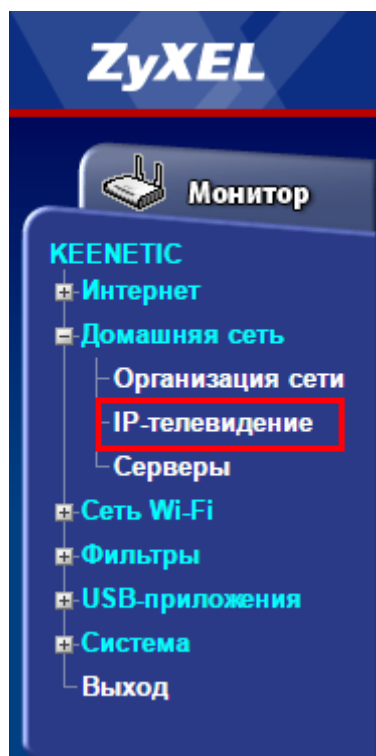 ZyXEL
Монитор
KEENETIC
Интернет
Домашняя сеть
Организация сети
IP-телевидение
Серверы
Сеть Wi-Fi
Фильтры
USB-приложения
Система
Выход